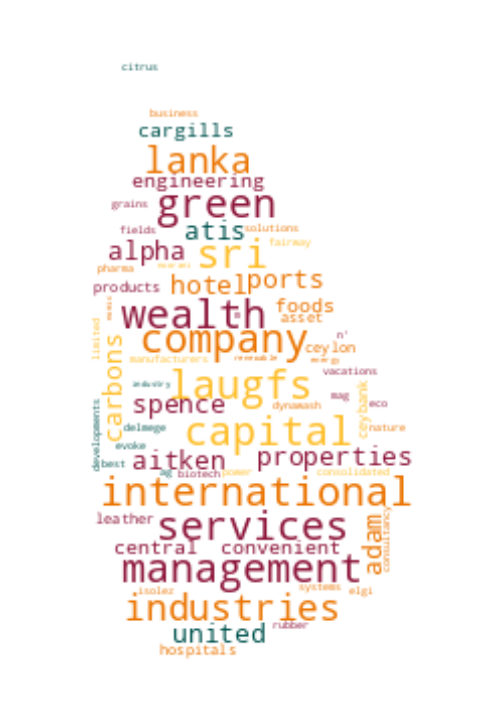 citrus
business
cargills
lanka
engineering
grains green
fields atis solutions
alpha sri fairway
pharma
products hotel ports
wealth foods
asset
limited company n'
ceylon
manufacturers renewable energy
carbons vacations
industry laugfs
spence mag eco
dynawash ceybank
developments delmege capital nature
evoke
best aitken properties
ag biotech power consolidated
international
leather services
adam consultancy
central convenient
management
isolez systems elgi
industries
united rubber
hospitals